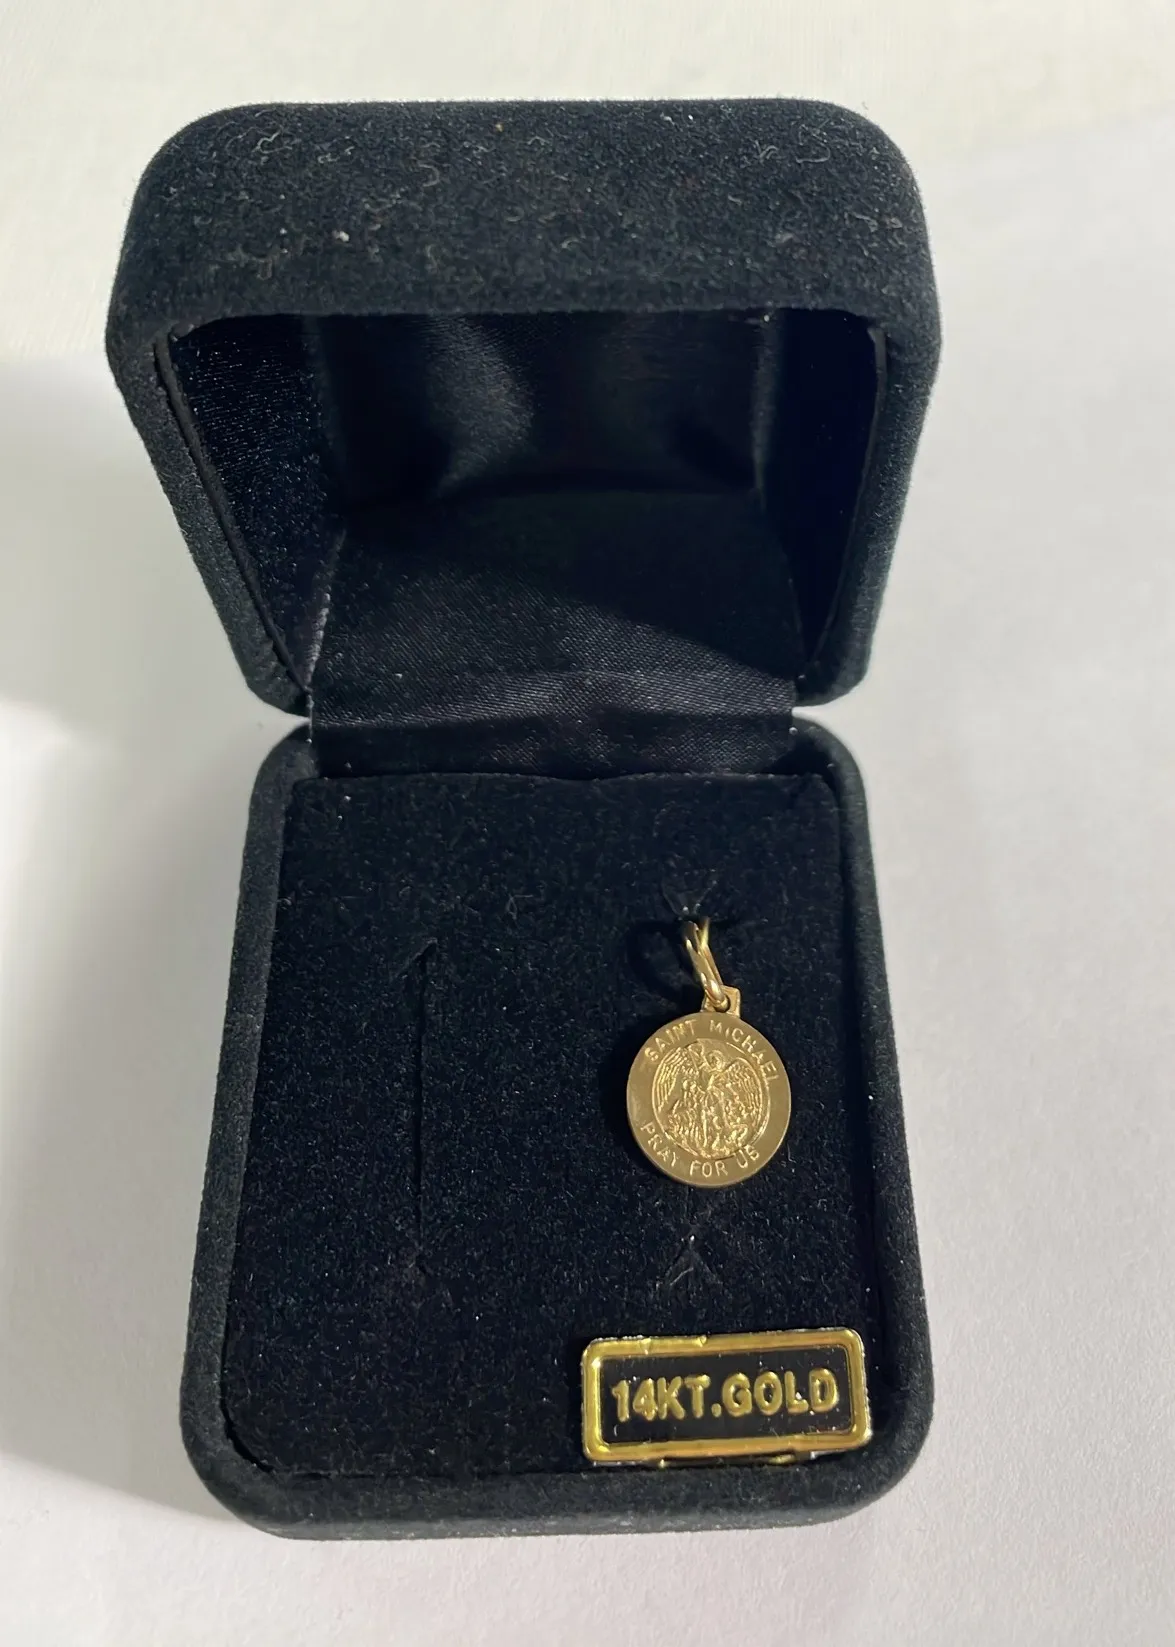 SAINT MICHAEL
PRAY FOR US
14KT.GOLD